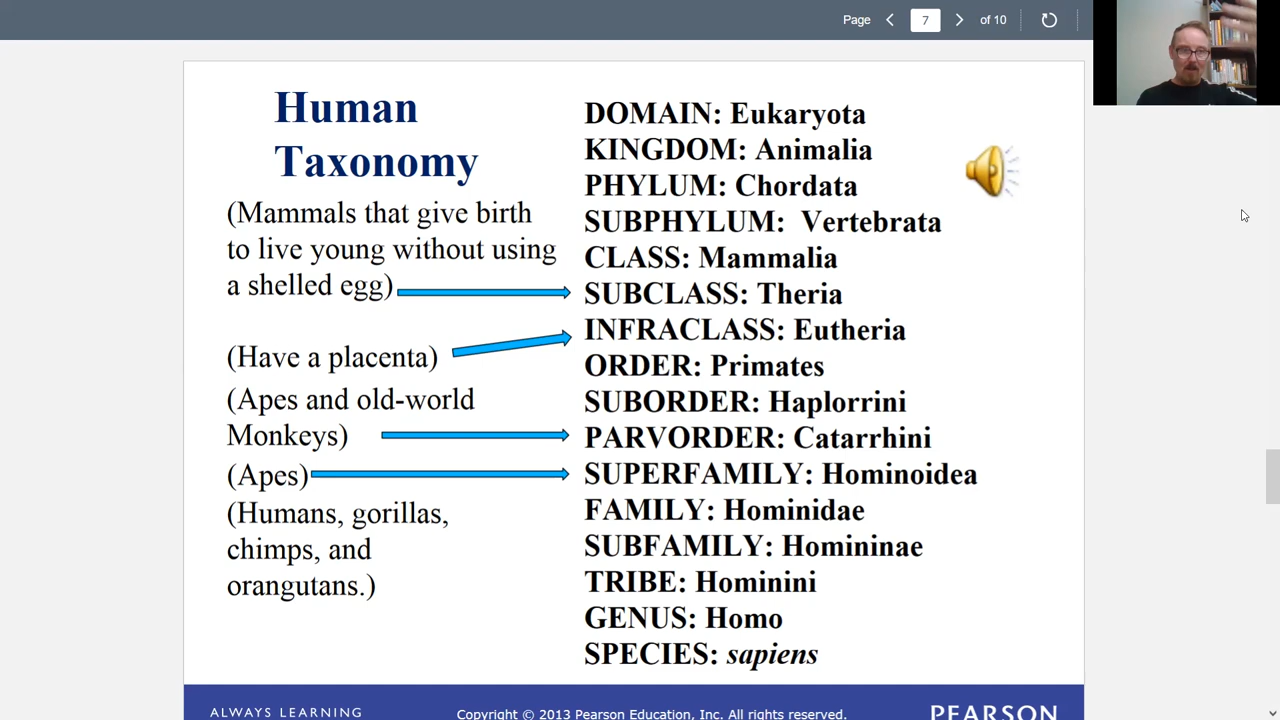 Page 7 of 10
Human
Taxonomy
(Mammals that give birth
to live young without using
a shelled egg)
(Have a placenta)
(Apes and old-world
Monkeys)
(Apes)
(Humans, gorillas,
chimps, and
orangutans.)
DOMAIN: Eukaryota
KINGDOM: Animalia
PHYLUM: Chordata
SUBPHYLUM: Vertebrata
CLASS: Mammalia
SUBCLASS: Theria
INFRACLASS: Eutheria
ORDER: Primates
SUBORDER: Haplorrini
PARVORDER: Catarrhini
SUPERFAMILY: Hominoidea
FAMILY: Hominidae
SUBFAMILY: Homininae
TRIBE: Hominini
GENUS: Homo
SPECIES: sapiens
ALWAYS LEARNING
Copyright © 2013 Pearson Education, Inc. All rights reserved.
PEARSON